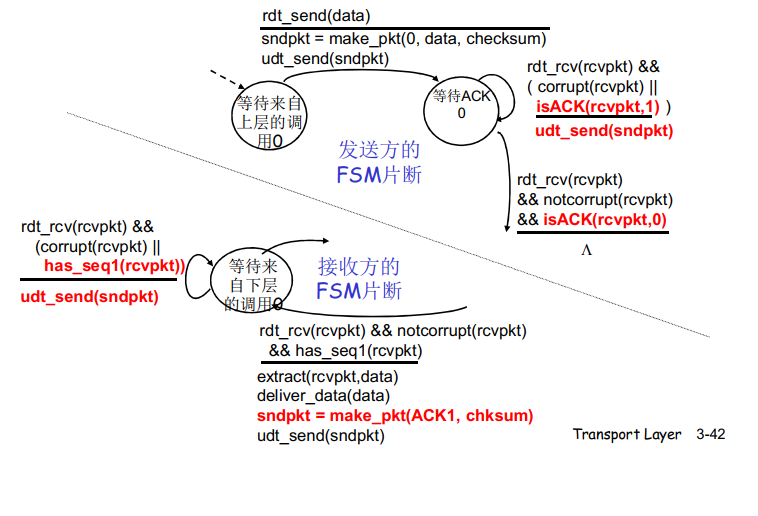 rdt_send(data)
sndpkt = make_pkt(0, data, checksum)
udt_send(sndpkt)
等待来自
上层的调
用0
等待ACK
0
rdt_rcv(rcvpkt) &&
( corrupt(rcvpkt) ||
isACK(rcvpkt,1) )
udt_send(sndpkt)
发送方的
FSM片断
rdt_rcv(rcvpkt)
&& notcorrupt(rcvpkt)
&& isACK(rcvpkt,0)
Λ
rdt_rcv(rcvpkt) &&
(corrupt(rcvpkt) ||
has_seq1(rcvpkt))
udt_send(sndpkt)
等待来
自下层
的调用0
接收方的
FSM片断
rdt_rcv(rcvpkt) && notcorrupt(rcvpkt)
&& has_seq1(rcvpkt)
extract(rcvpkt,data)
deliver_data(data)
sndpkt = make_pkt(ACK1, chksum)
udt_send(sndpkt)
Transport Layer 3-42